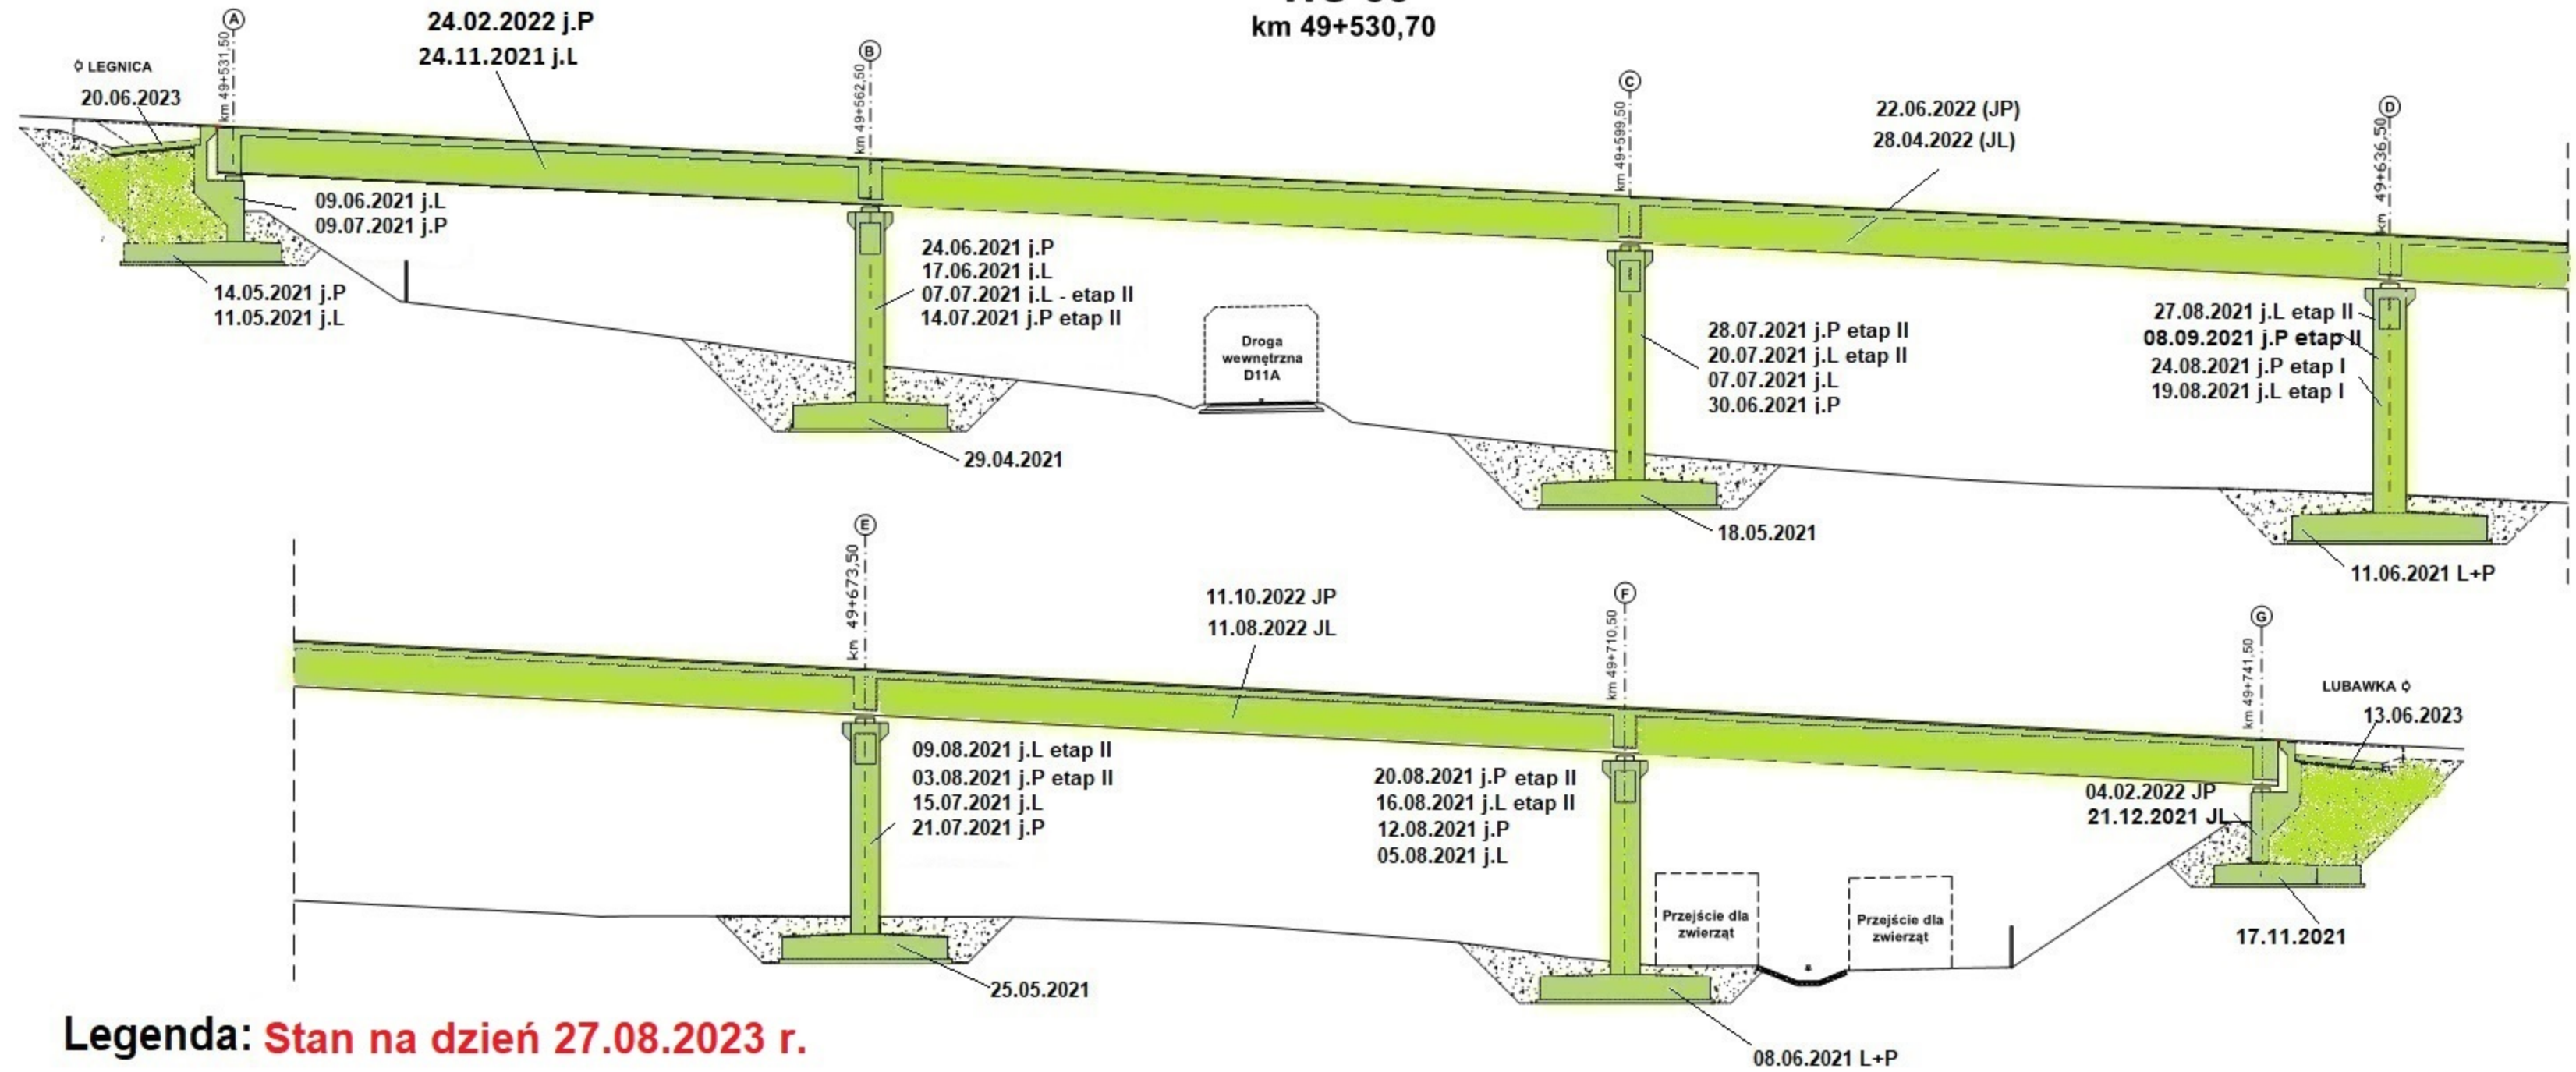 km 49+530,70
A
km 49+531,50
24.02.2022 j.P
24.11.2021 j.L
LEGNICA
20.06.2023
B
km 49+562,50
C
km 49+599,50
22.06.2022 (JP)
28.04.2022 (JL)
D
km 49+636,50
09.06.2021 j.L
09.07.2021 j.P
14.05.2021 j.P
11.05.2021 j.L
24.06.2021 j.P
17.06.2021 j.L
07.07.2021 j.L - etap II
14.07.2021 j.P etap II
29.04.2021
Droga
wewnętrzna
D11A
28.07.2021 j.P etap II
20.07.2021 j.L etap II
07.07.2021 j.L
30.06.2021 j.P
18.05.2021
27.08.2021 j.L etap II
08.09.2021 j.P etap II
24.08.2021 j.P etap I
19.08.2021 j.L etap I
11.06.2021 L+P
E
km 49+673,50
11.10.2022 JP
11.08.2022 JL
F
km 49+710,50
G
km 49+741,50
LUBAWKA
13.06.2023
09.08.2021 j.L etap II
03.08.2021 j.P etap II
15.07.2021 j.L
21.07.2021 j.P
25.05.2021
20.08.2021 j.P etap II
16.08.2021 j.L etap II
12.08.2021 j.P
05.08.2021 j.L
Przejście dla
zwierząt
Przejście dla
zwierząt
04.02.2022 JP
21.12.2021 JL
17.11.2021
08.06.2021 L+P
Legenda: Stan na dzień 27.08.2023 r.